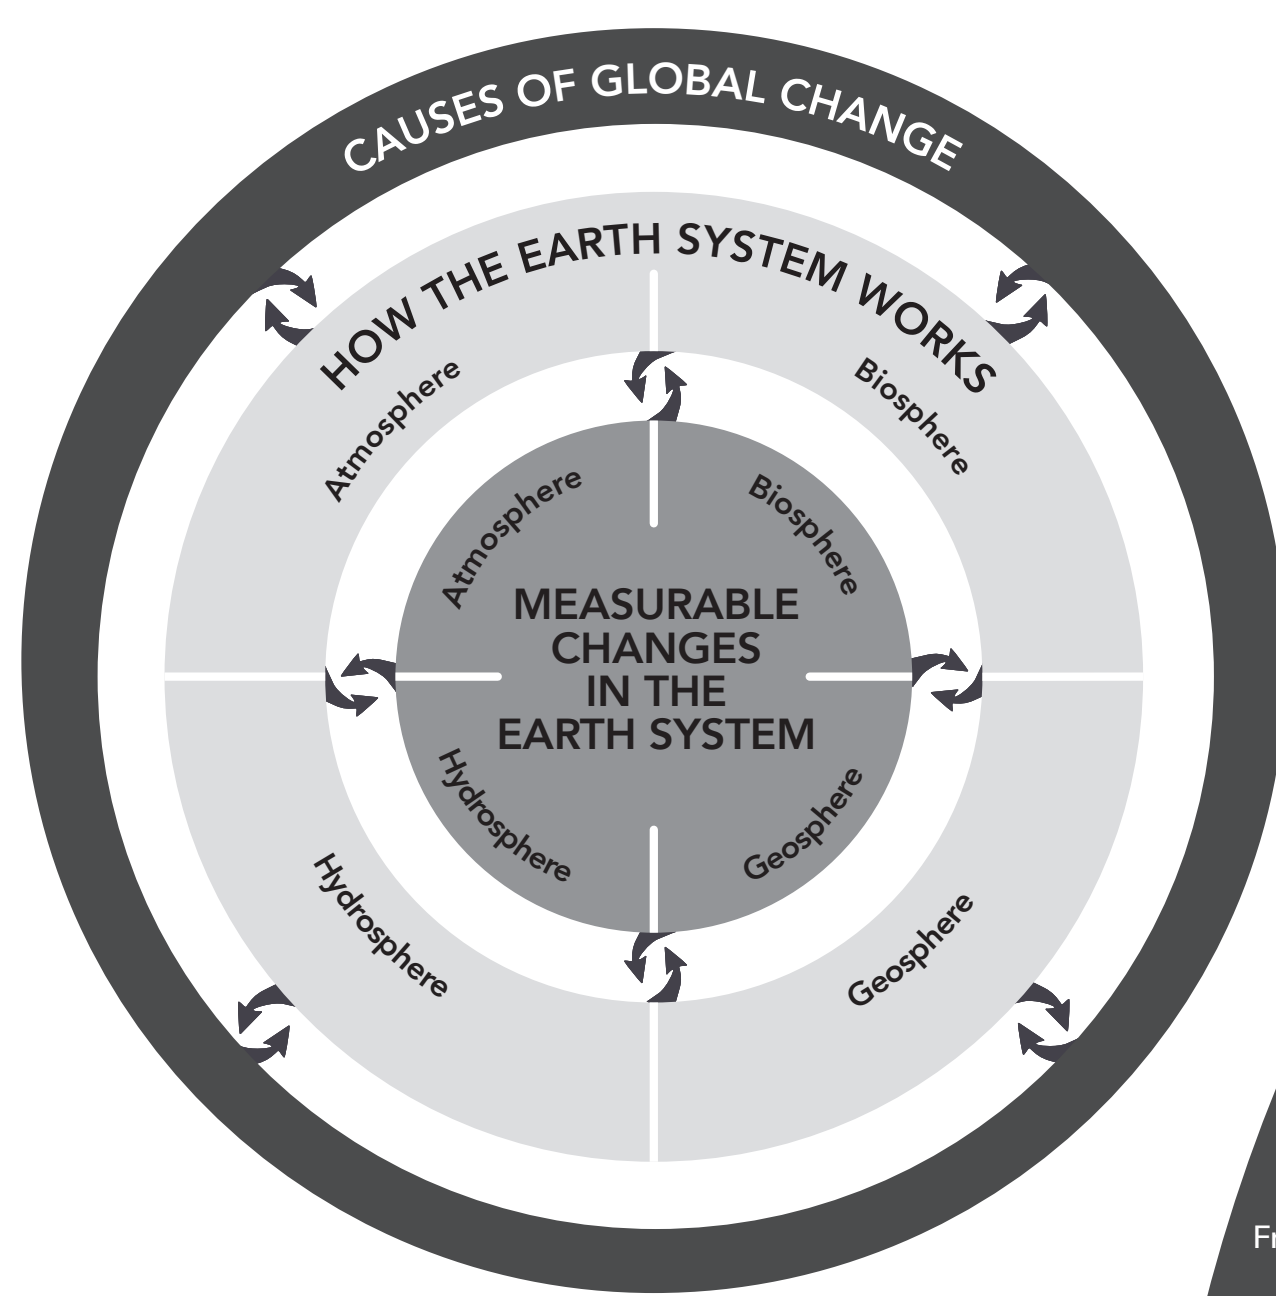 CAUSES OF GLOBAL CHANGE
HOW THE EARTH SYSTEM WORKS
Atmosphere
Biosphere
Atmosphere
Biosphere
MEASURABLE
CHANGES
IN THE
EARTH SYSTEM
Hydrosphere
Geosphere
Hydrosphere
Geosphere